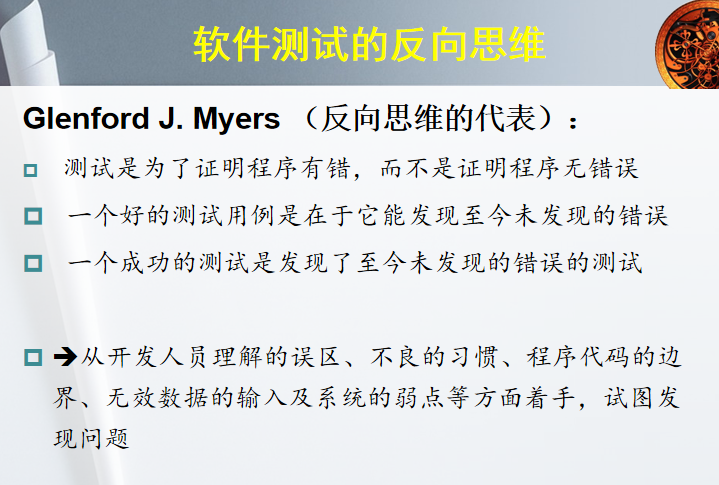 软件测试的反向思维
Glenford J. Myers （反向思维的代表）：
测试是为了证明程序有错，而不是证明程序无错误
一个好的测试用例是在于它能发现至今未发现的错误
一个成功的测试是发现了至今未发现的错误的测试
➔从开发人员理解的误区、不良的习惯、程序代码的边
界、无效数据的输入及系统的弱点等方面着手，试图发
现问题